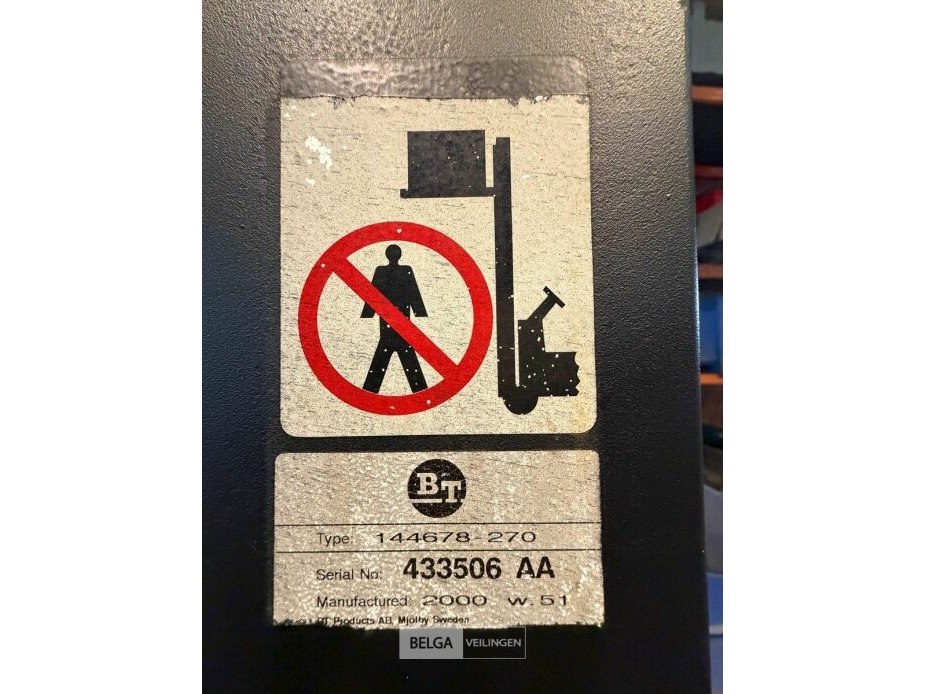 BT
Type: 144678-270
Serial No: 433506 AA
Manufactured: 2000 W.51
BT Products AB, Mjölby Sweden
BELGA VEILINGEN